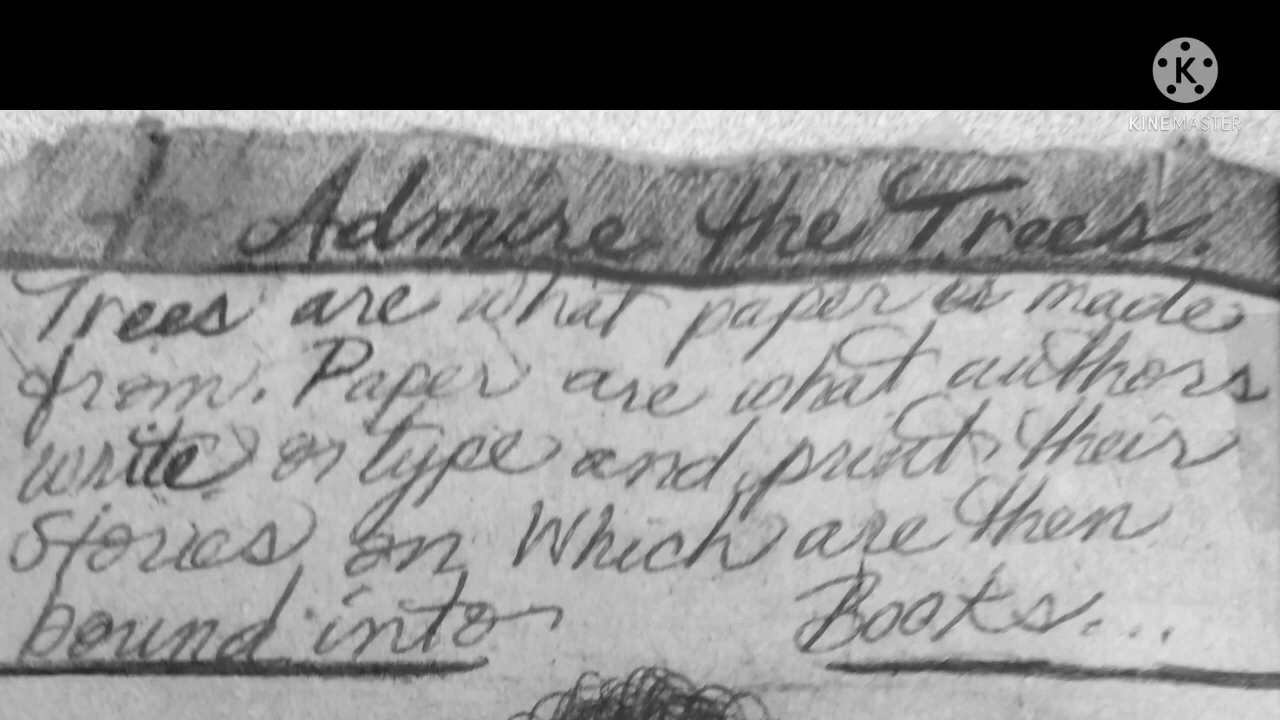 KINEMASTER
Admire the Trees.
Trees are what paper is made
from. Paper are what authors
write or type and print their
Stories on Which are then
bound into Books...